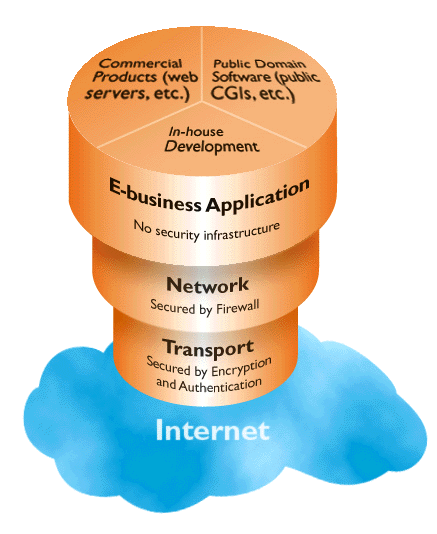 Commercial
Products (web
servers, etc.)
Public Domain
Software (public
CGIs, etc.)
In-house
Development
E-business Application
No security infrastructure
Network
Secured by Firewall
Transport
Secured by Encryption
and Authentication
Internet